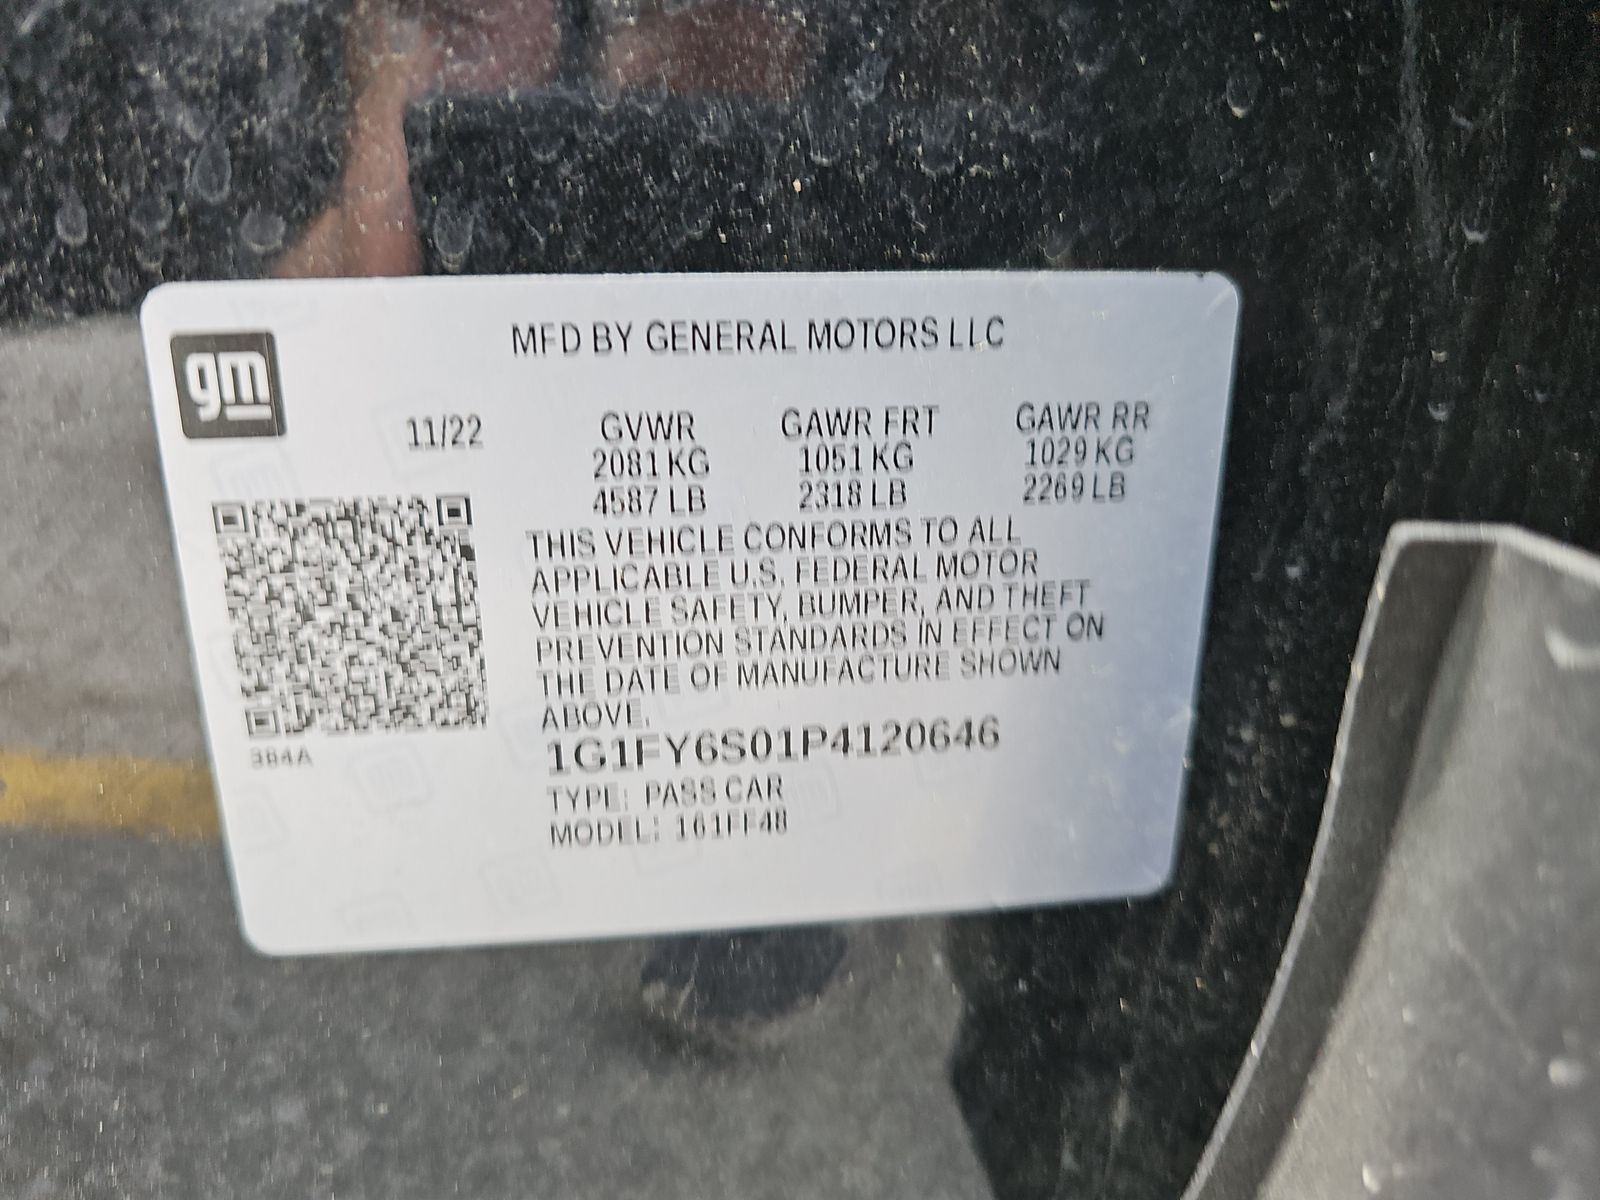 gm
MFD BY GENERAL MOTORS LLC
11/22 GVWR GAWR FRT GAWR RR
2081 KG 1051 KG 1029 KG
4587 LB 2318 LB 2269 LB
THIS VEHICLE CONFORMS TO ALL
APPLICABLE U.S. FEDERAL MOTOR
VEHICLE SAFETY, BUMPER, AND THEFT
PREVENTION STANDARDS IN EFFECT ON
THE DATE OF MANUFACTURE SHOWN
ABOVE.
1G1FY6S01P4120646
384A
TYPE: PASS CAR
MODEL: 161FF48